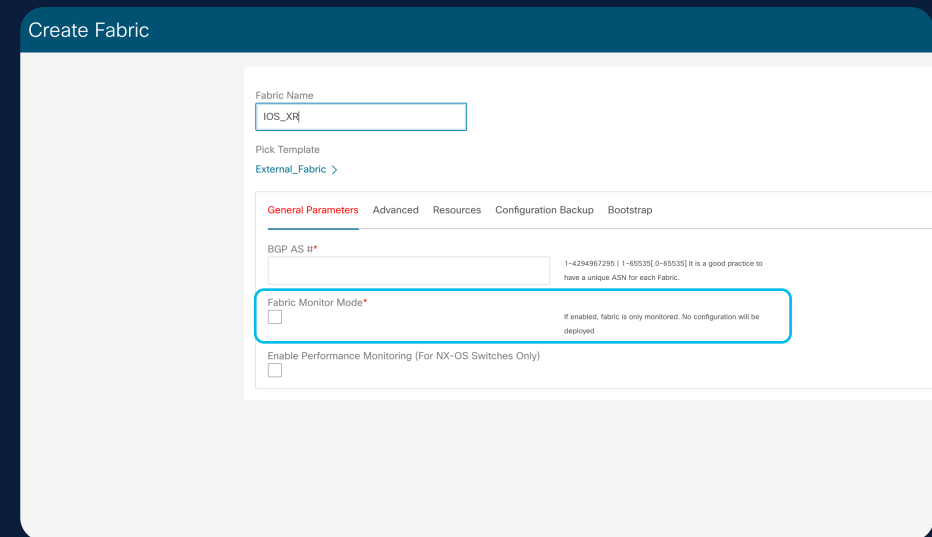 Create Fabric
Fabric Name
IOS_XR
Pick Template
External_Fabric >
General Parameters Advanced Resources Configuration Backup Bootstrap
BGP AS #*
1-4294967295 | 1-65535[.0-65535] It is a good practice to
have a unique ASN for each Fabric.
Fabric Monitor Mode*
If enabled, fabric is only monitored. No configuration will be
deployed
Enable Performance Monitoring (For NX-OS Switches Only)